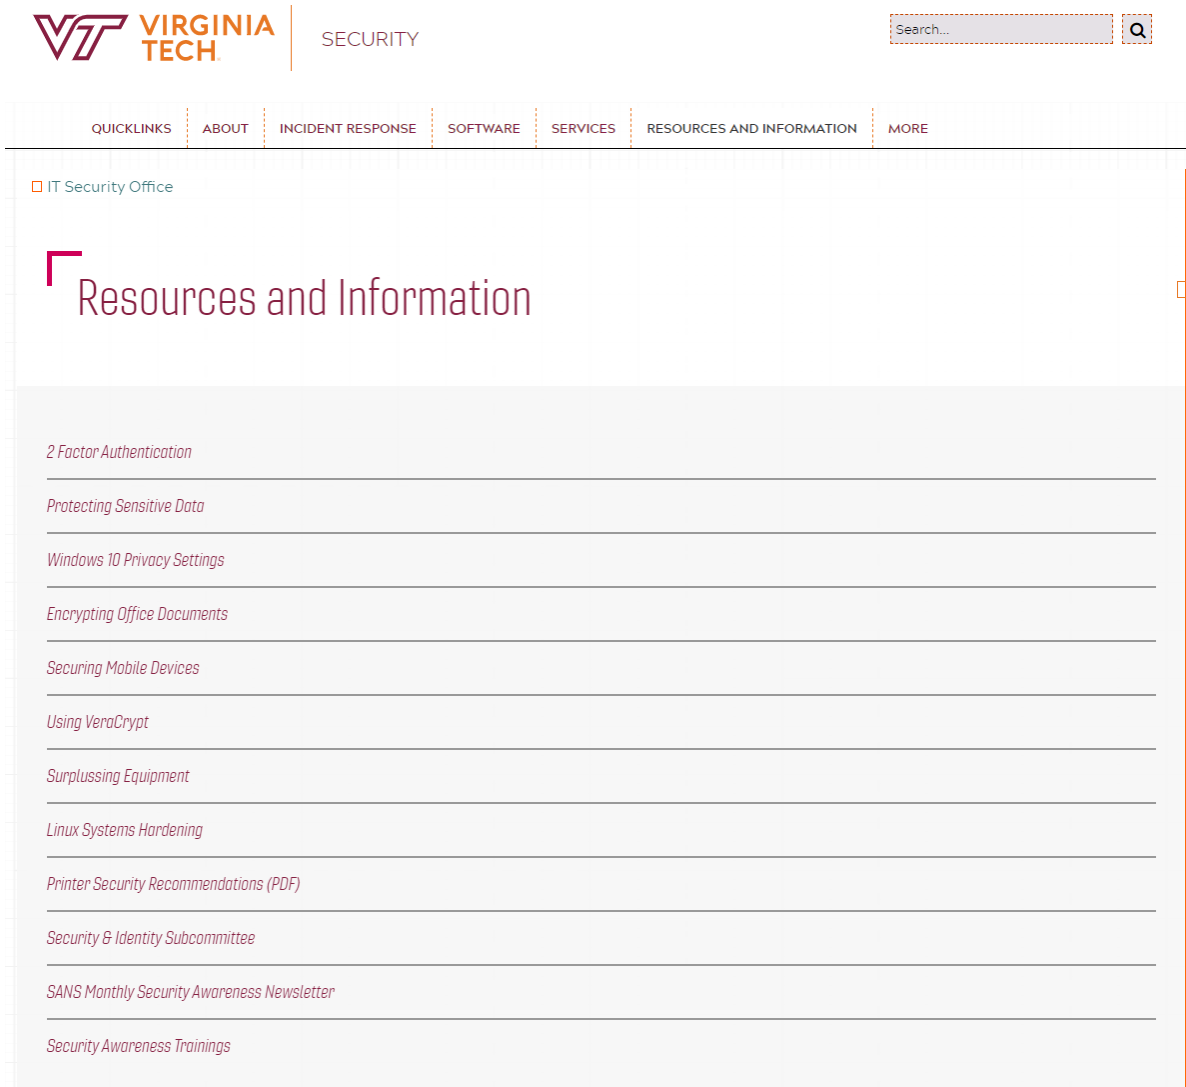 VT VIRGINIA
TECH.
SECURITY
Search...
QUICKLINKS
ABOUT
INCIDENT RESPONSE
SOFTWARE
SERVICES
RESOURCES AND INFORMATION
MORE
IT Security Office
Resources and Information
2 Factor Authentication
Protecting Sensitive Data
Windows 10 Privacy Settings
Encrypting Office Documents
Securing Mobile Devices
Using VeraCrypt
Surplussing Equipment
Linux Systems Hardening
Printer Security Recommendations (PDF)
Security & Identity Subcommittee
SANS Monthly Security Awareness Newsletter
Security Awareness Trainings